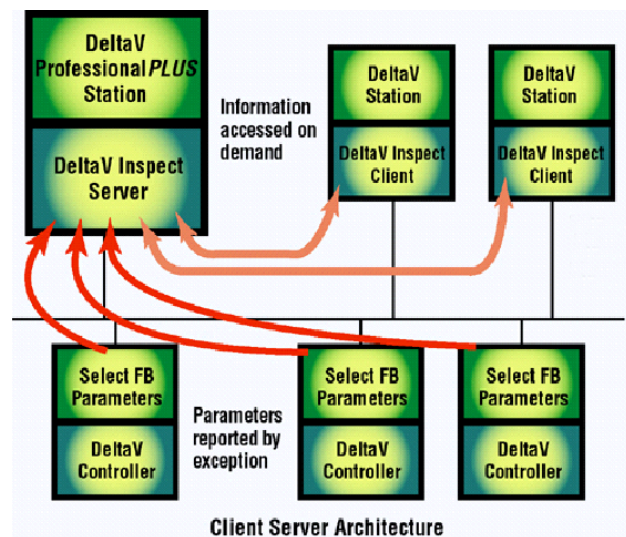 DeltaV
Professional PLUS
Station
DeltaV Inspect
Server
Information
accessed on
demand
DeltaV
Station
DeltaV Inspect
Client
DeltaV
Station
DeltaV Inspect
Client
Select FB
Parameters
DeltaV
Controller
Parameters
reported by
exception
Select FB
Parameters
DeltaV
Controller
Select FB
Parameters
DeltaV
Controller
Client Server Architecture